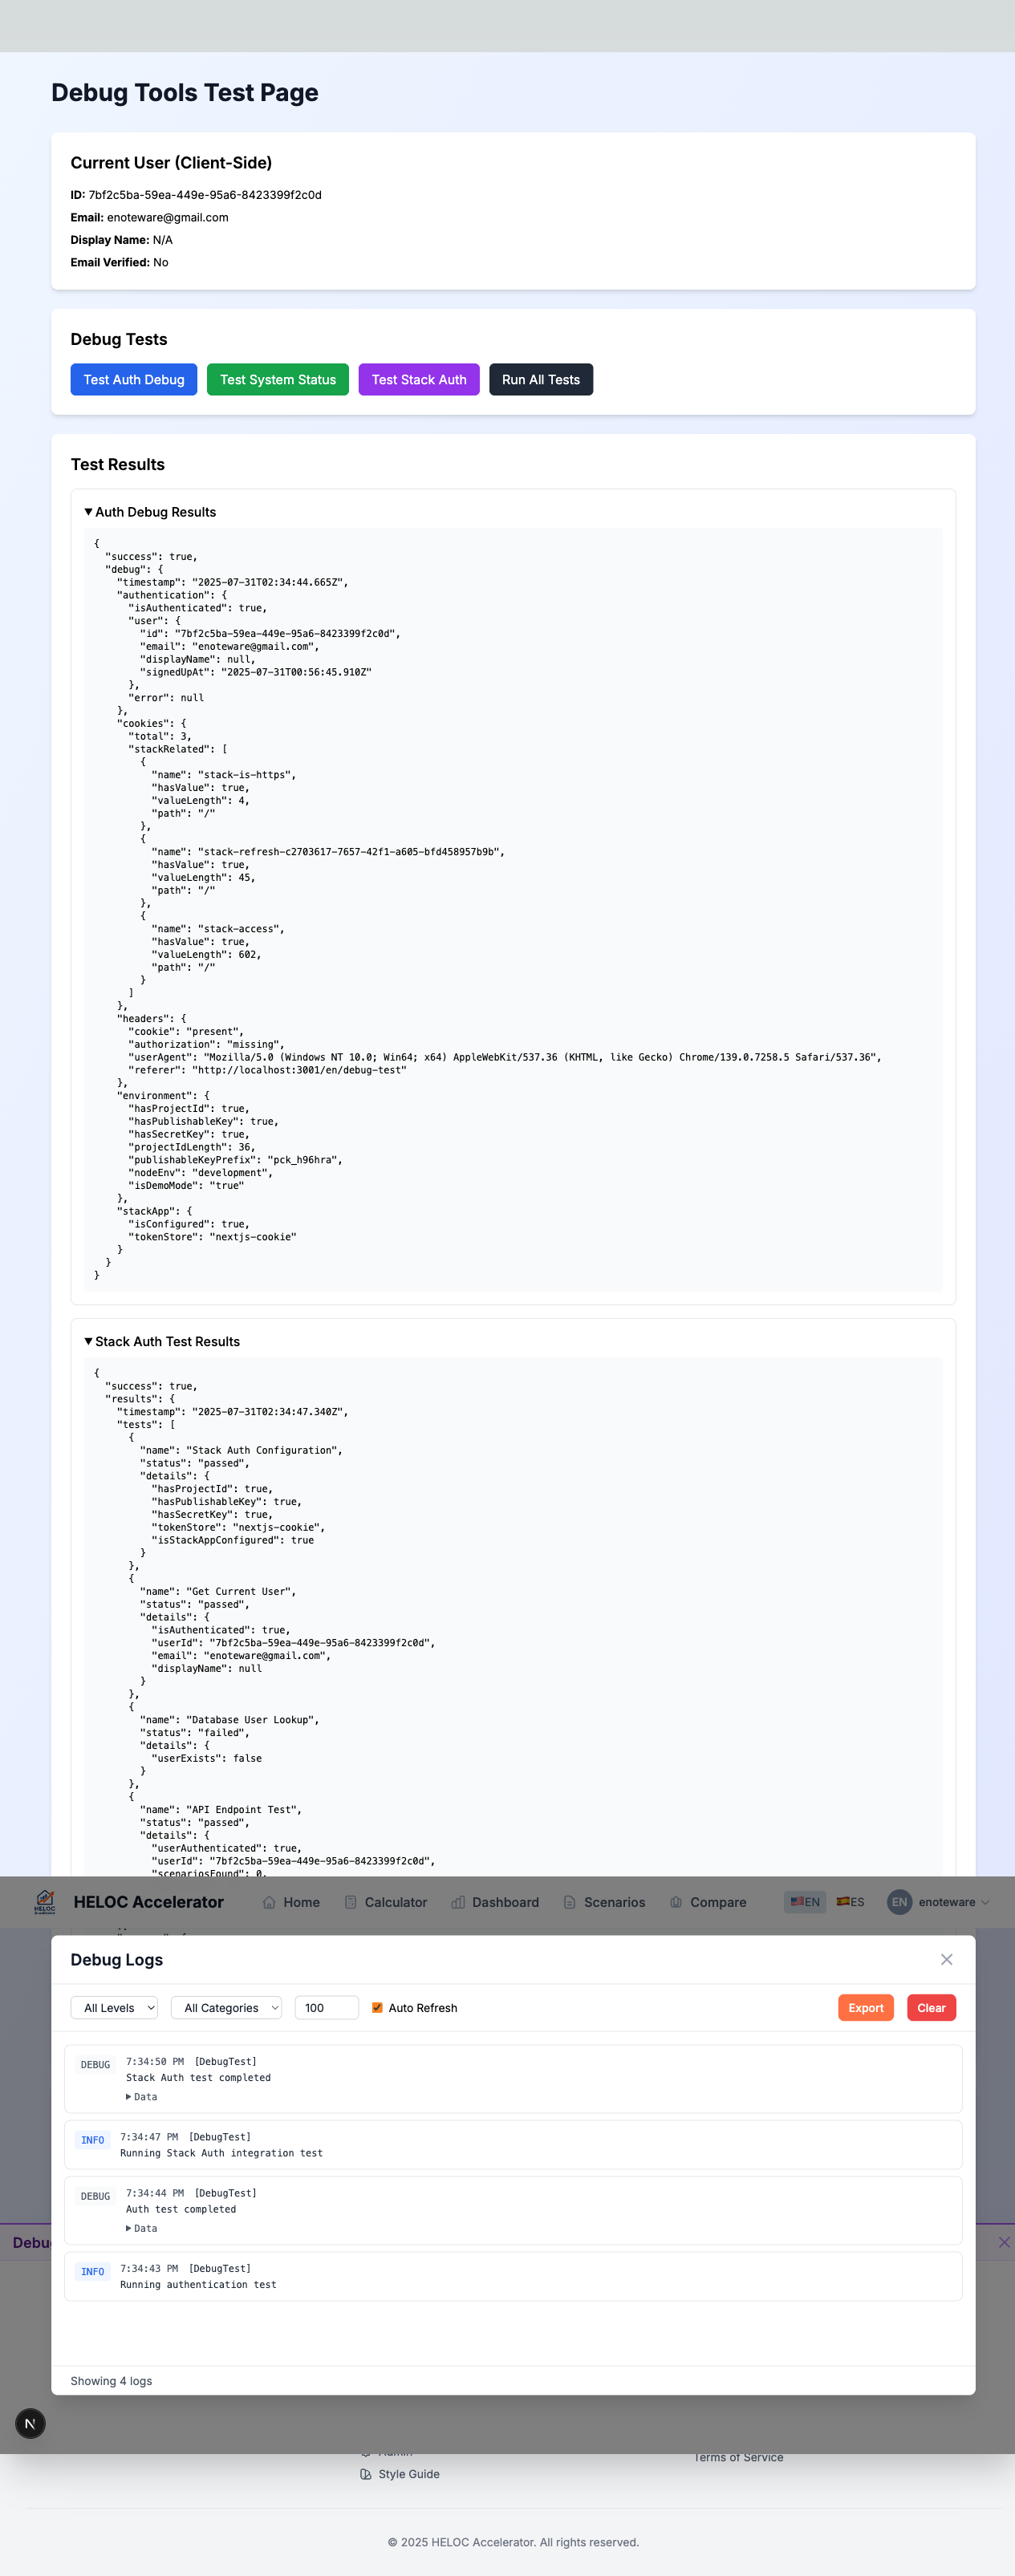 Debug Tools Test Page
Current User (Client-Side)
ID: 7bf2c5ba-59ea-449e-95a6-8423399f2c0d
Email: enoteware@gmail.com
Display Name: N/A
Email Verified: No
Debug Tests
Test Auth Debug
Test System Status
Test Stack Auth
Run All Tests
Test Results
▼ Auth Debug Results
{
  "success": true,
  "debug": {
    "timestamp": "2025-07-31T02:34:44.665Z",
    "authentication": {
      "isAuthenticated": true,
      "user": {
        "id": "7bf2c5ba-59ea-449e-95a6-8423399f2c0d",
        "email": "enoteware@gmail.com",
        "displayName": null,
        "signedUpAt": "2025-07-31T00:56:45.910Z"
      },
      "error": null
    },
    "cookies": {
      "total": 3,
      "stackRelated": [
        {
          "name": "stack-is-https",
          "hasValue": true,
          "valueLength": 4,
          "path": "/"
        },
        {
          "name": "stack-refresh-c2703617-7657-42f1-a605-bfd458957b9b",
          "hasValue": true,
          "valueLength": 45,
          "path": "/"
        },
        {
          "name": "stack-access",
          "hasValue": true,
          "valueLength": 602,
          "path": "/"
        }
      ]
    },
    "headers": {
      "cookie": "present",
      "authorization": "missing",
      "userAgent": "Mozilla/5.0 (Windows NT 10.0; Win64; x64) AppleWebKit/537.36 (KHTML, like Gecko) Chrome/139.0.7258.5 Safari/537.36",
      "referer": "http://localhost:3001/en/debug-test"
    },
    "environment": {
      "hasProjectId": true,
      "hasPublishableKey": true,
      "hasSecretKey": true,
      "projectIdLength": 36,
      "publishableKeyPrefix": "pck_h96hra",
      "nodeEnv": "development",
      "isDemoMode": "true"
    },
    "stackApp": {
      "isConfigured": true,
      "tokenStore": "nextjs-cookie"
    }
  }
}
▼ Stack Auth Test Results
{
  "success": true,
  "results": {
    "timestamp": "2025-07-31T02:34:47.340Z",
    "tests": [
      {
        "name": "Stack Auth Configuration",
        "status": "passed",
        "details": {
          "hasProjectId": true,
          "hasPublishableKey": true,
          "hasSecretKey": true,
          "tokenStore": "nextjs-cookie",
          "isStackAppConfigured": true
        }
      },
      {
        "name": "Get Current User",
        "status": "passed",
        "details": {
          "isAuthenticated": true,
          "userId": "7bf2c5ba-59ea-449e-95a6-8423399f2c0d",
          "email": "enoteware@gmail.com",
          "displayName": null
        }
      },
      {
        "name": "Database User Lookup",
        "status": "failed",
        "details": {
          "userExists": false
        }
      },
      {
        "name": "API Endpoint Test",
        "status": "passed",
        "details": {
          "userAuthenticated": true,
          "userId": "7bf2c5ba-59ea-449e-95a6-8423399f2c0d",
          "scenariosFound": 0,
HELOC Accelerator
Home
Calculator
Dashboard
Scenarios
Compare
🇺🇸EN
🇪🇸ES
EN
enoteware
Debug Logs
All Levels
All Categories
100
Auto Refresh
Export
Clear
DEBUG 7:34:50 PM [DebugTest]
Stack Auth test completed
▶ Data
INFO 7:34:47 PM [DebugTest]
Running Stack Auth integration test
DEBUG 7:34:44 PM [DebugTest]
Auth test completed
▶ Data
INFO 7:34:43 PM [DebugTest]
Running authentication test
Showing 4 logs
N
Terms of Service
Style Guide
© 2025 HELOC Accelerator. All rights reserved.